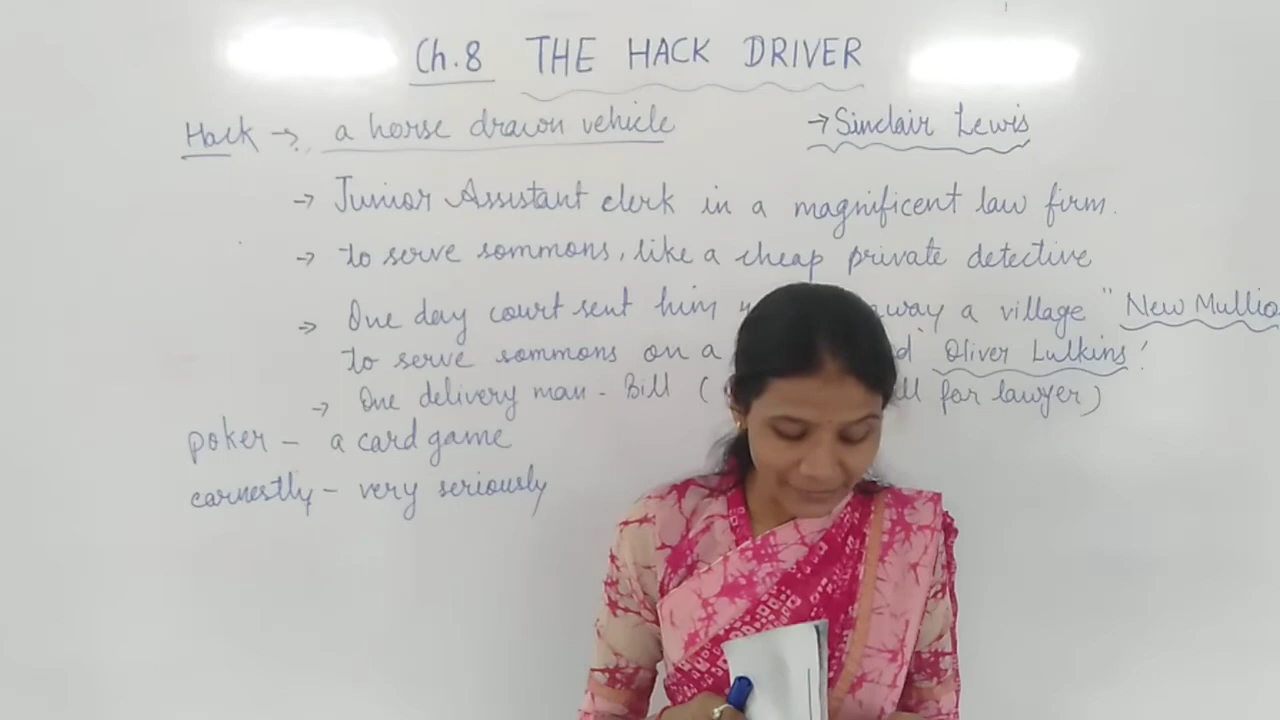 Ch.8 THE HACK DRIVER
Hack → a horse drawn vehicle
→ Sinclair Lewis
→ Junior Assistant clerk in a magnificent law firm.
→ to serve sommons, like a cheap private detective
→ One day court sent him away a village " New Mullio
to serve sommons on a Oliver Lulkins '
→ One delivery man - Bill ( for lawyer)
poker - a card game
earnestly - very seriously